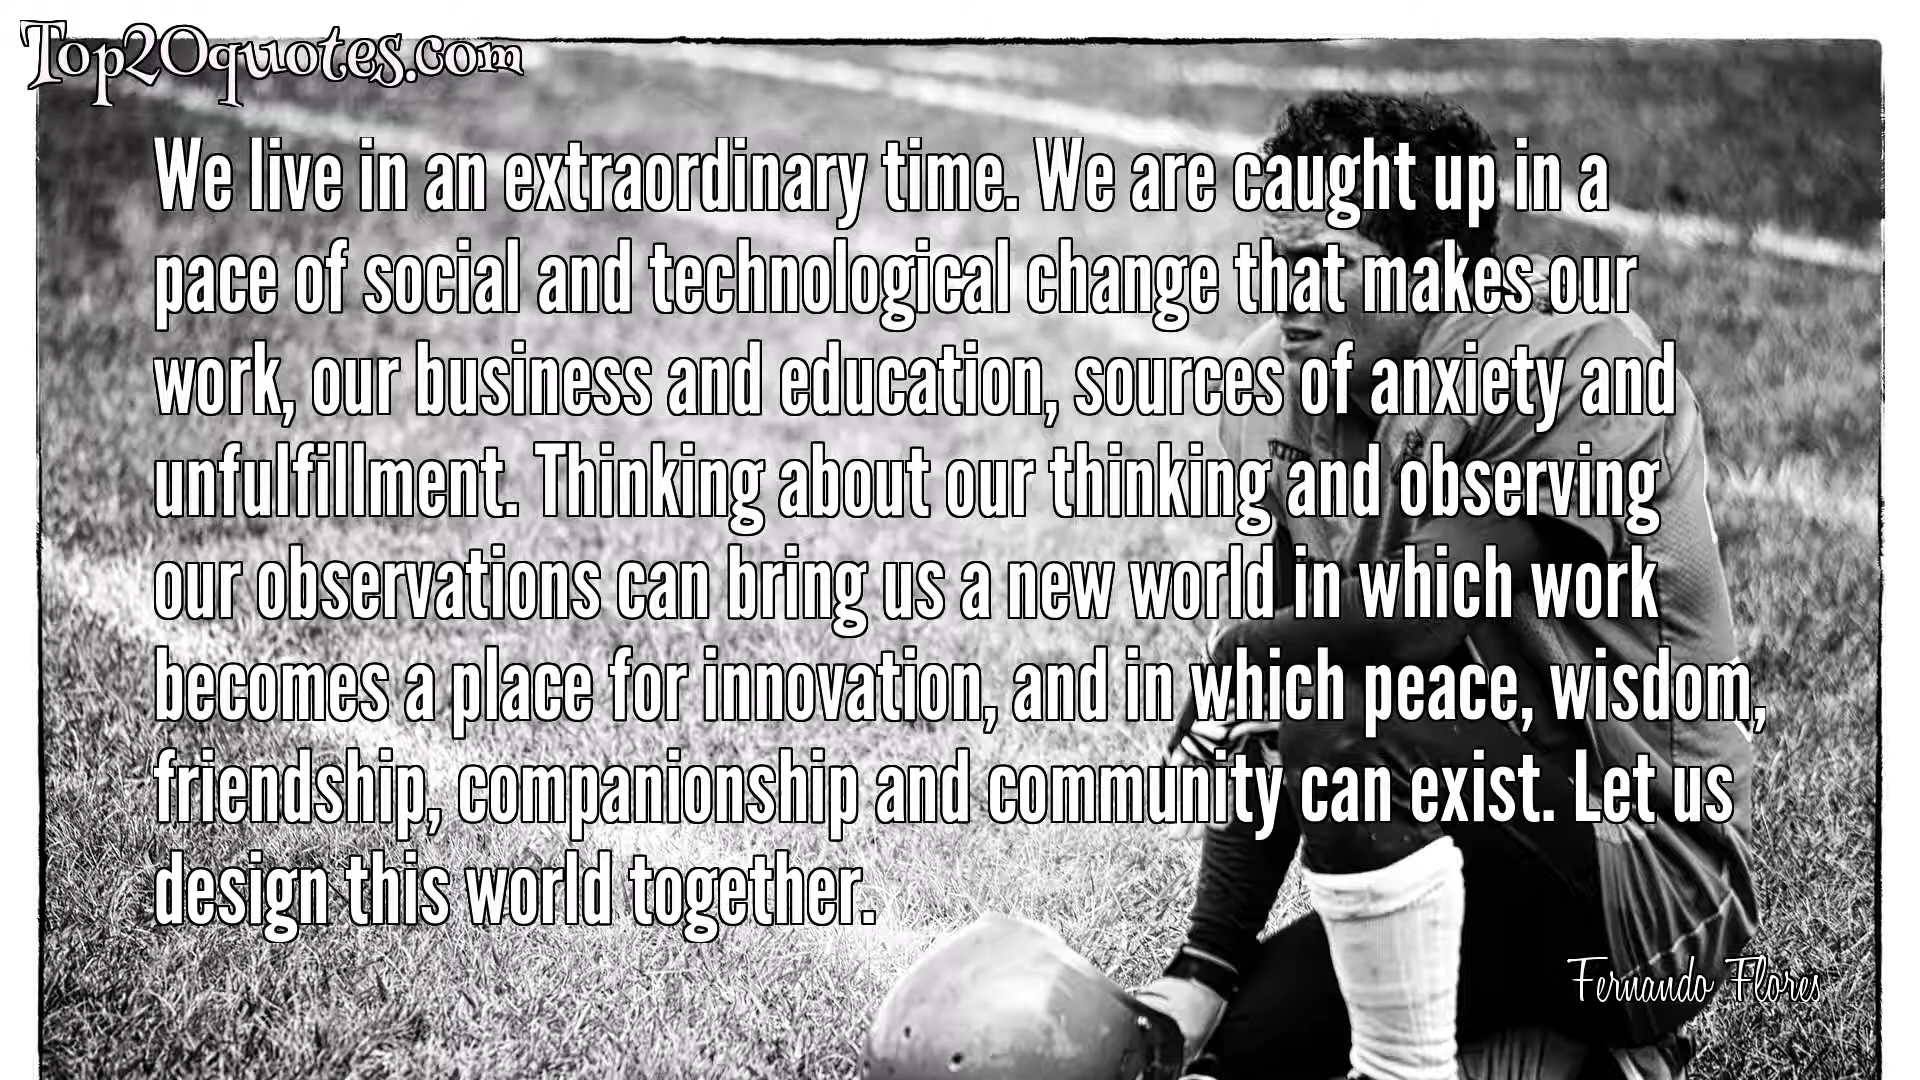 Top20quotes.com
We live in an extraordinary time. We are caught up in a
pace of social and technological change that makes our
work, our business and education, sources of anxiety and
unfulfillment. Thinking about our thinking and observing
our observations can bring us a new world in which work
becomes a place for innovation, and in which peace, wisdom,
friendship, companionship and community can exist. Let us
design this world together.
Fernando Flores